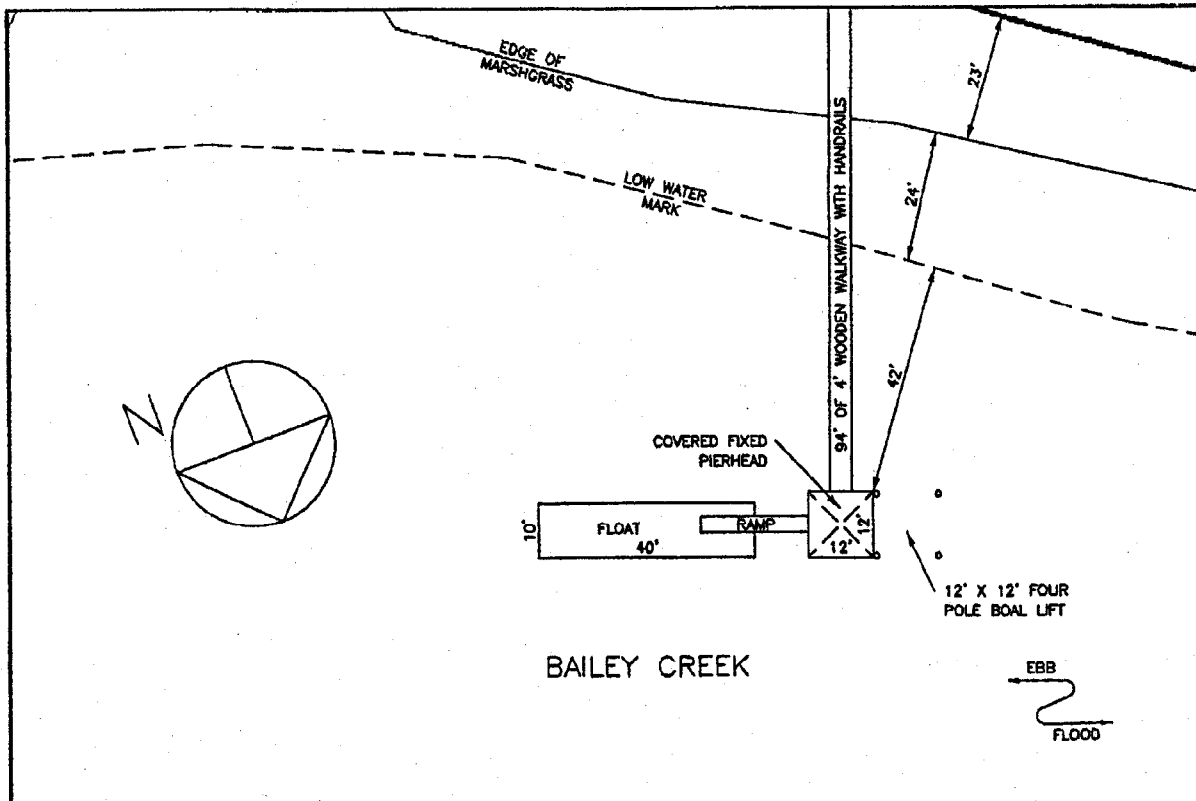 EDGE OF
MARSHGRASS
23'
94' OF 4' WOODEN WALKWAY WITH HANDRAILS
LOW WATER
MARK
24'
42'
N
COVERED FIXED
PIERHEAD
10'
FLOAT
40'
RAMP
12'
12'
12' X 12' FOUR
POLE BOAL LIFT
BAILEY CREEK
EBB
FLOOD